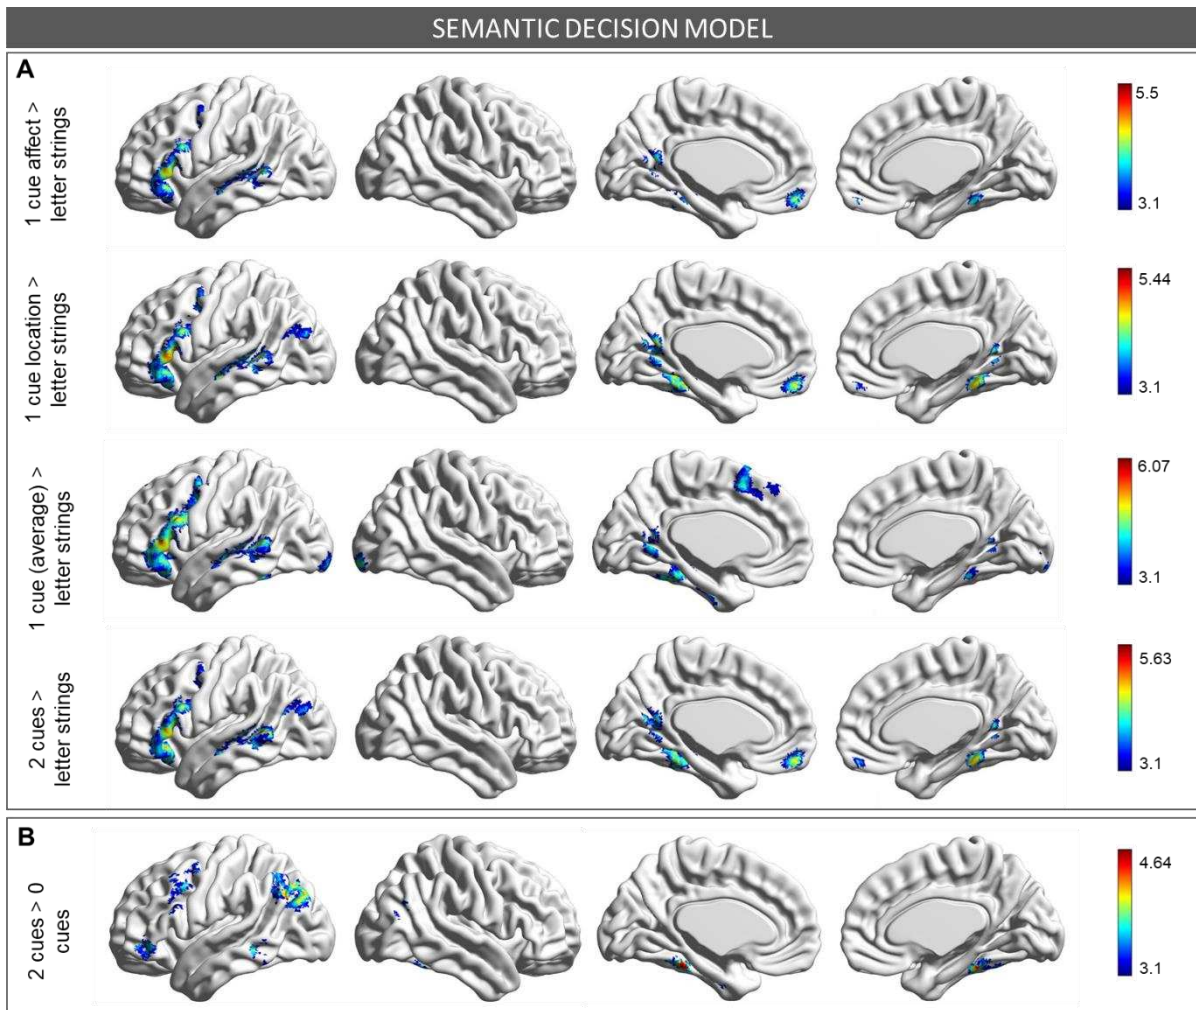 SEMANTIC DECISION MODEL
A
1 cue affect >
letter strings
5.5
3.1
1 cue location >
letter strings
5.44
3.1
1 cue (average) >
letter strings
6.07
3.1
2 cues >
letter strings
5.63
3.1
B
2 cues > 0
cues
4.64
3.1